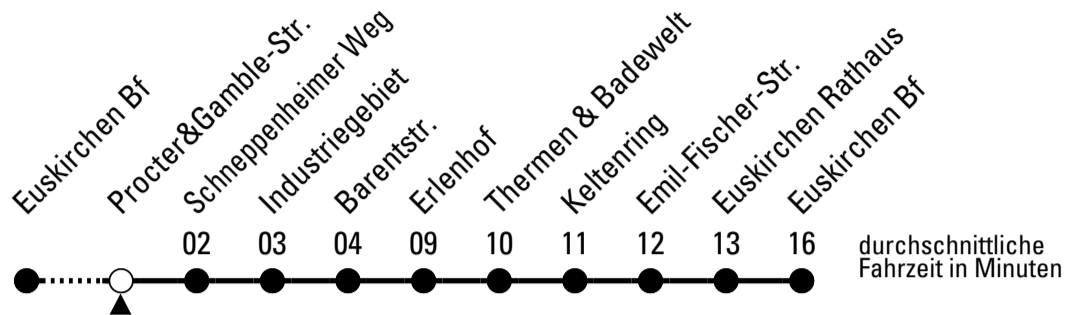 Euskirchen Bf
Procter&Gamble-Str.
Schneppenheimer Weg
Industriegebiet
Barentstr.
Erlenhof
Thermen & Badewelt
Keltenring
Emil-Fischer-Str.
Euskirchen Rathaus
Euskirchen Bf
02 03 04 09 10 11 12 13 16
durchschnittliche
Fahrzeit in Minuten